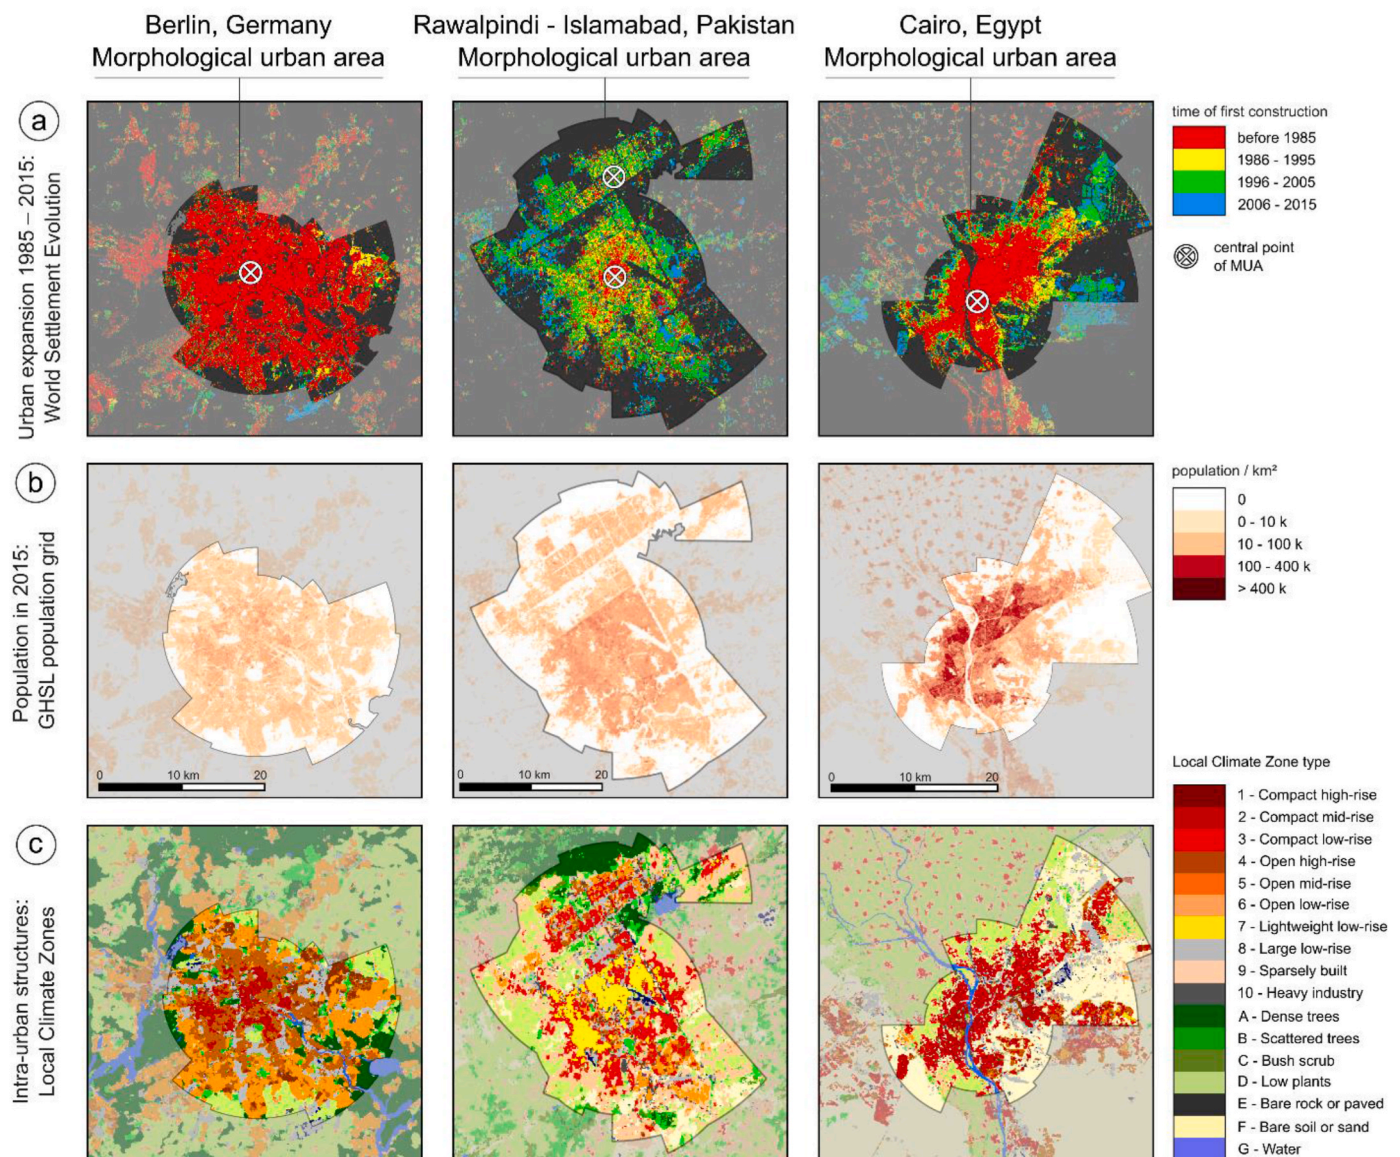 Berlin, Germany
Morphological urban area
Rawalpindi - Islamabad, Pakistan
Morphological urban area
Cairo, Egypt
Morphological urban area
a
Urban expansion 1985 – 2015:
World Settlement Evolution
time of first construction
before 1985
1986 - 1995
1996 - 2005
2006 - 2015
central point
of MUA
b
Population in 2015:
GHSL population grid
0 10 km 20
0 10 km 20
0 10 km 20
population / km²
0
0 - 10 k
10 - 100 k
100 - 400 k
> 400 k
c
Intra-urban structures:
Local Climate Zones
Local Climate Zone type
1 - Compact high-rise
2 - Compact mid-rise
3 - Compact low-rise
4 - Open high-rise
5 - Open mid-rise
6 - Open low-rise
7 - Lightweight low-rise
8 - Large low-rise
9 - Sparsely built
10 - Heavy industry
A - Dense trees
B - Scattered trees
C - Bush scrub
D - Low plants
E - Bare rock or paved
F - Bare soil or sand
G - Water